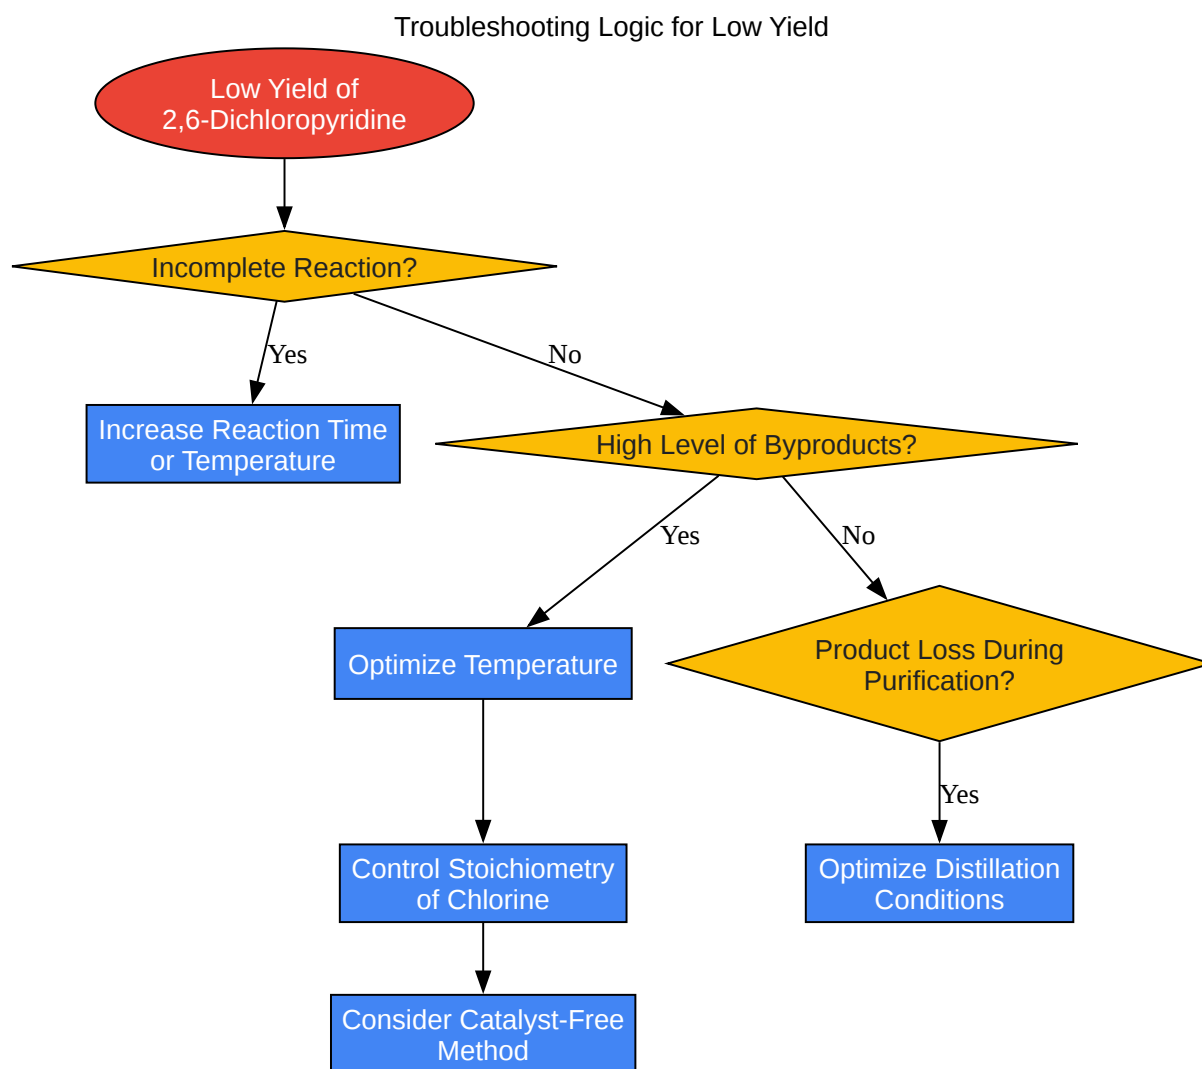 Troubleshooting Logic for Low Yield
Low Yield of
2,6-Dichloropyridine
Incomplete Reaction?
Yes
No
Increase Reaction Time
or Temperature
High Level of Byproducts?
Yes
No
Optimize Temperature
Product Loss During
Purification?
Yes
Control Stoichiometry
of Chlorine
Optimize Distillation
Conditions
Consider Catalyst-Free
Method